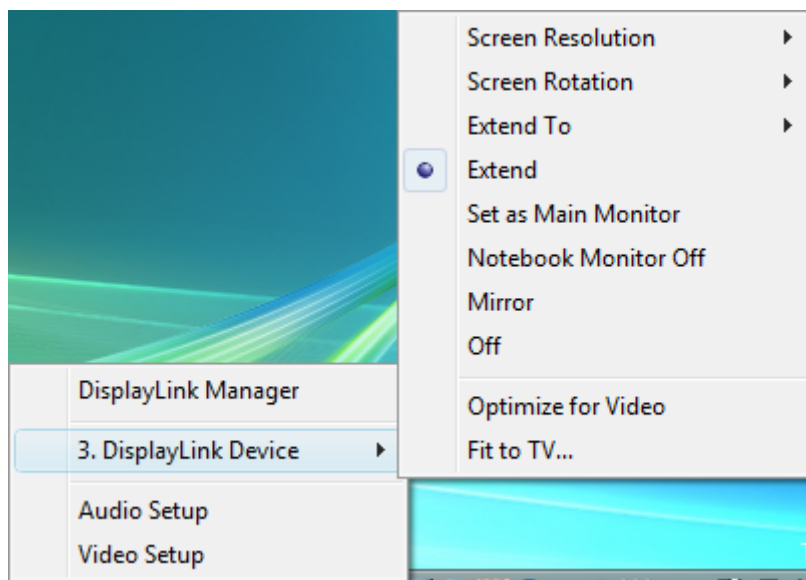 Screen Resolution
Screen Rotation
Extend To
Extend
Set as Main Monitor
Notebook Monitor Off
Mirror
Off
Optimize for Video
Fit to TV...
DisplayLink Manager
3. DisplayLink Device
Audio Setup
Video Setup